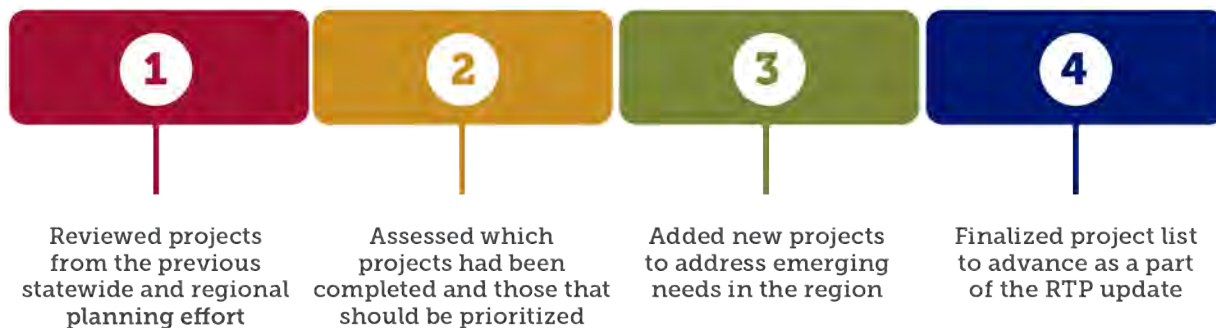 1
Reviewed projects
from the previous
statewide and regional
planning effort
2
Assessed which
projects had been
completed and those that
should be prioritized
3
Added new projects
to address emerging
needs in the region
4
Finalized project list
to advance as a part
of the RTP update